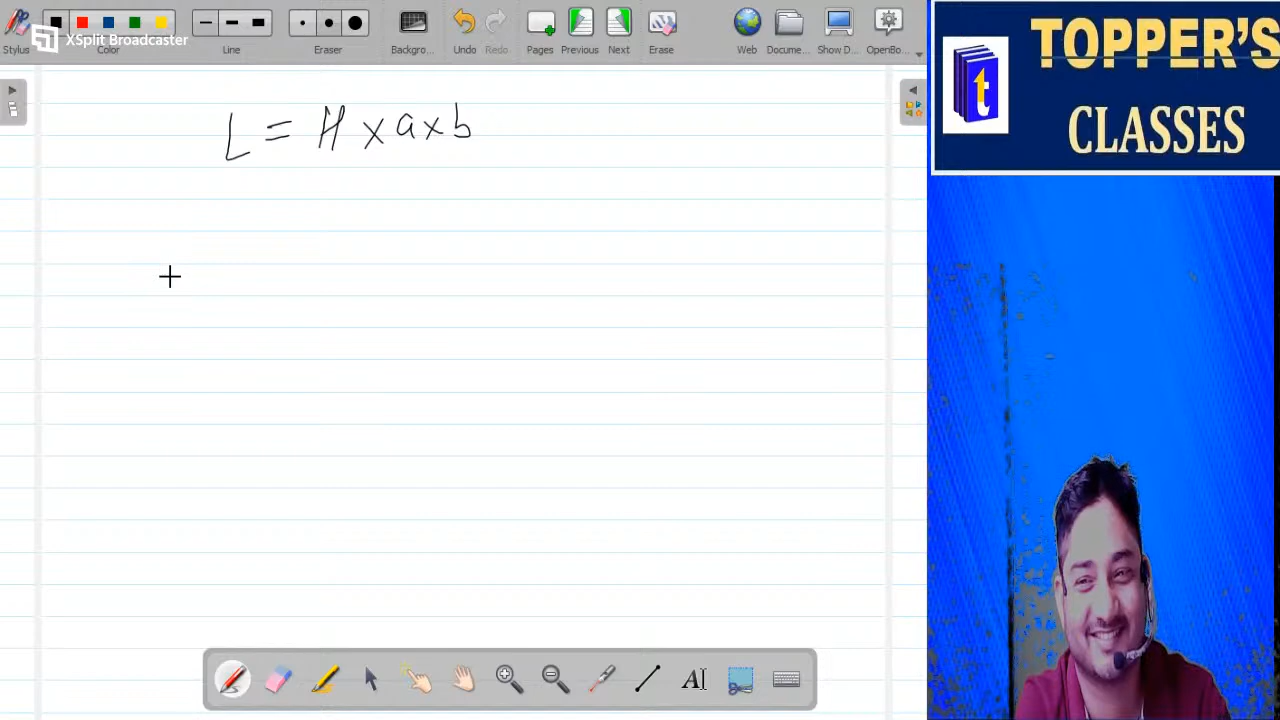 Stylus
Color
Line
Eraser
Backgro...
Undo
Redo
Pages
Previous
Next
Erase
Web
Docume...
Show D...
OpenBo...
XSplit Broadcaster
L = H × a × b
TOPPER'S
t
CLASSES
AI